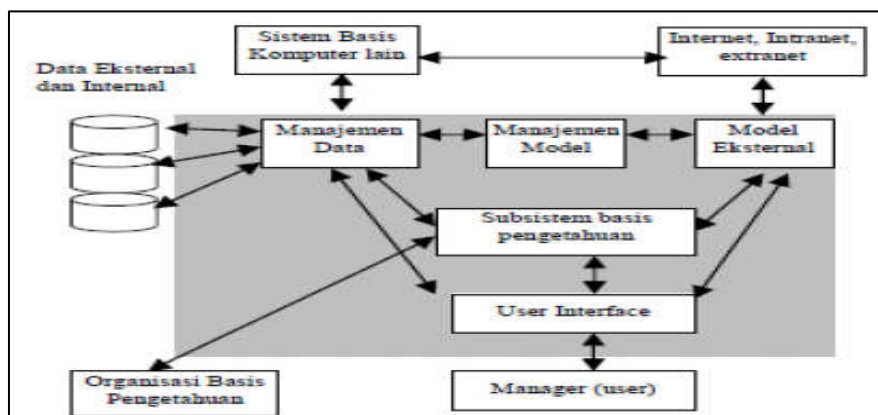 Sistem Basis
Komputer lain
Internet, Intranet,
extranet
Data Eksternal
dan Internal
Manajemen
Data
Manajemen
Model
Model
Eksternal
Subsistem basis
pengetahuan
User Interface
Organisasi Basis
Pengetahuan
Manager (user)